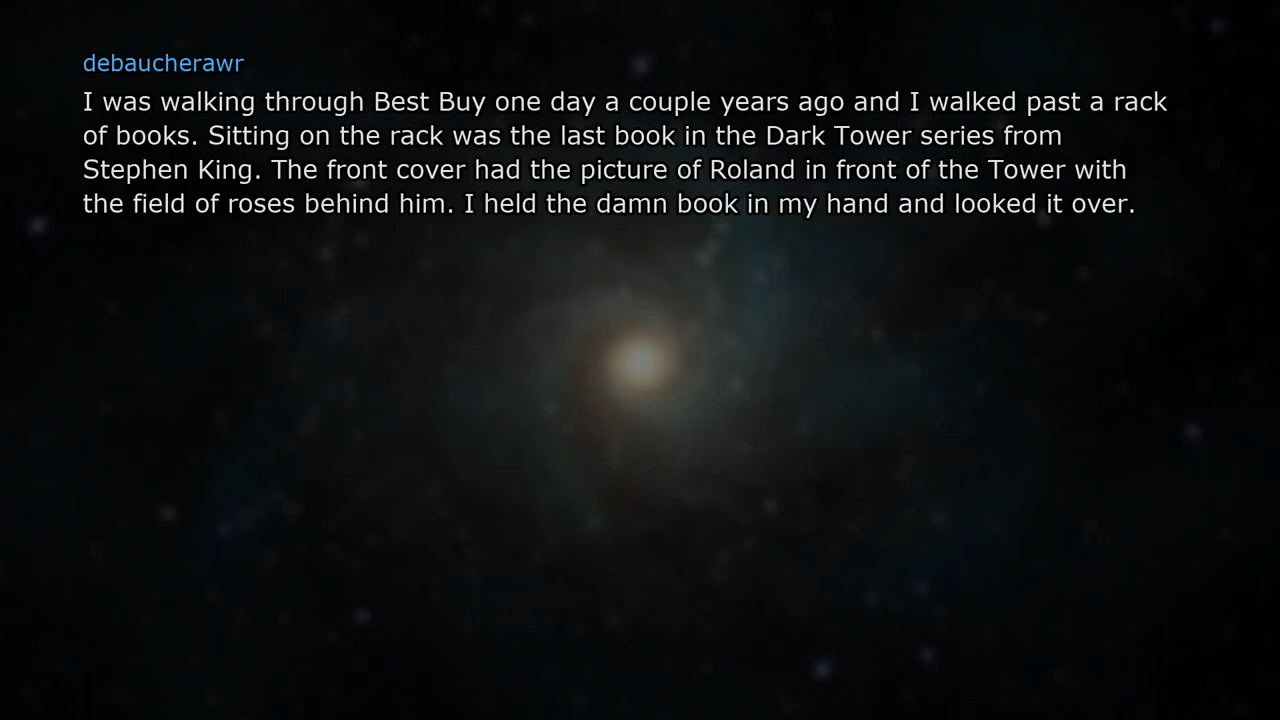 debaucherawr
I was walking through Best Buy one day a couple years ago and I walked past a rack
of books. Sitting on the rack was the last book in the Dark Tower series from
Stephen King. The front cover had the picture of Roland in front of the Tower with
the field of roses behind him. I held the damn book in my hand and looked it over.